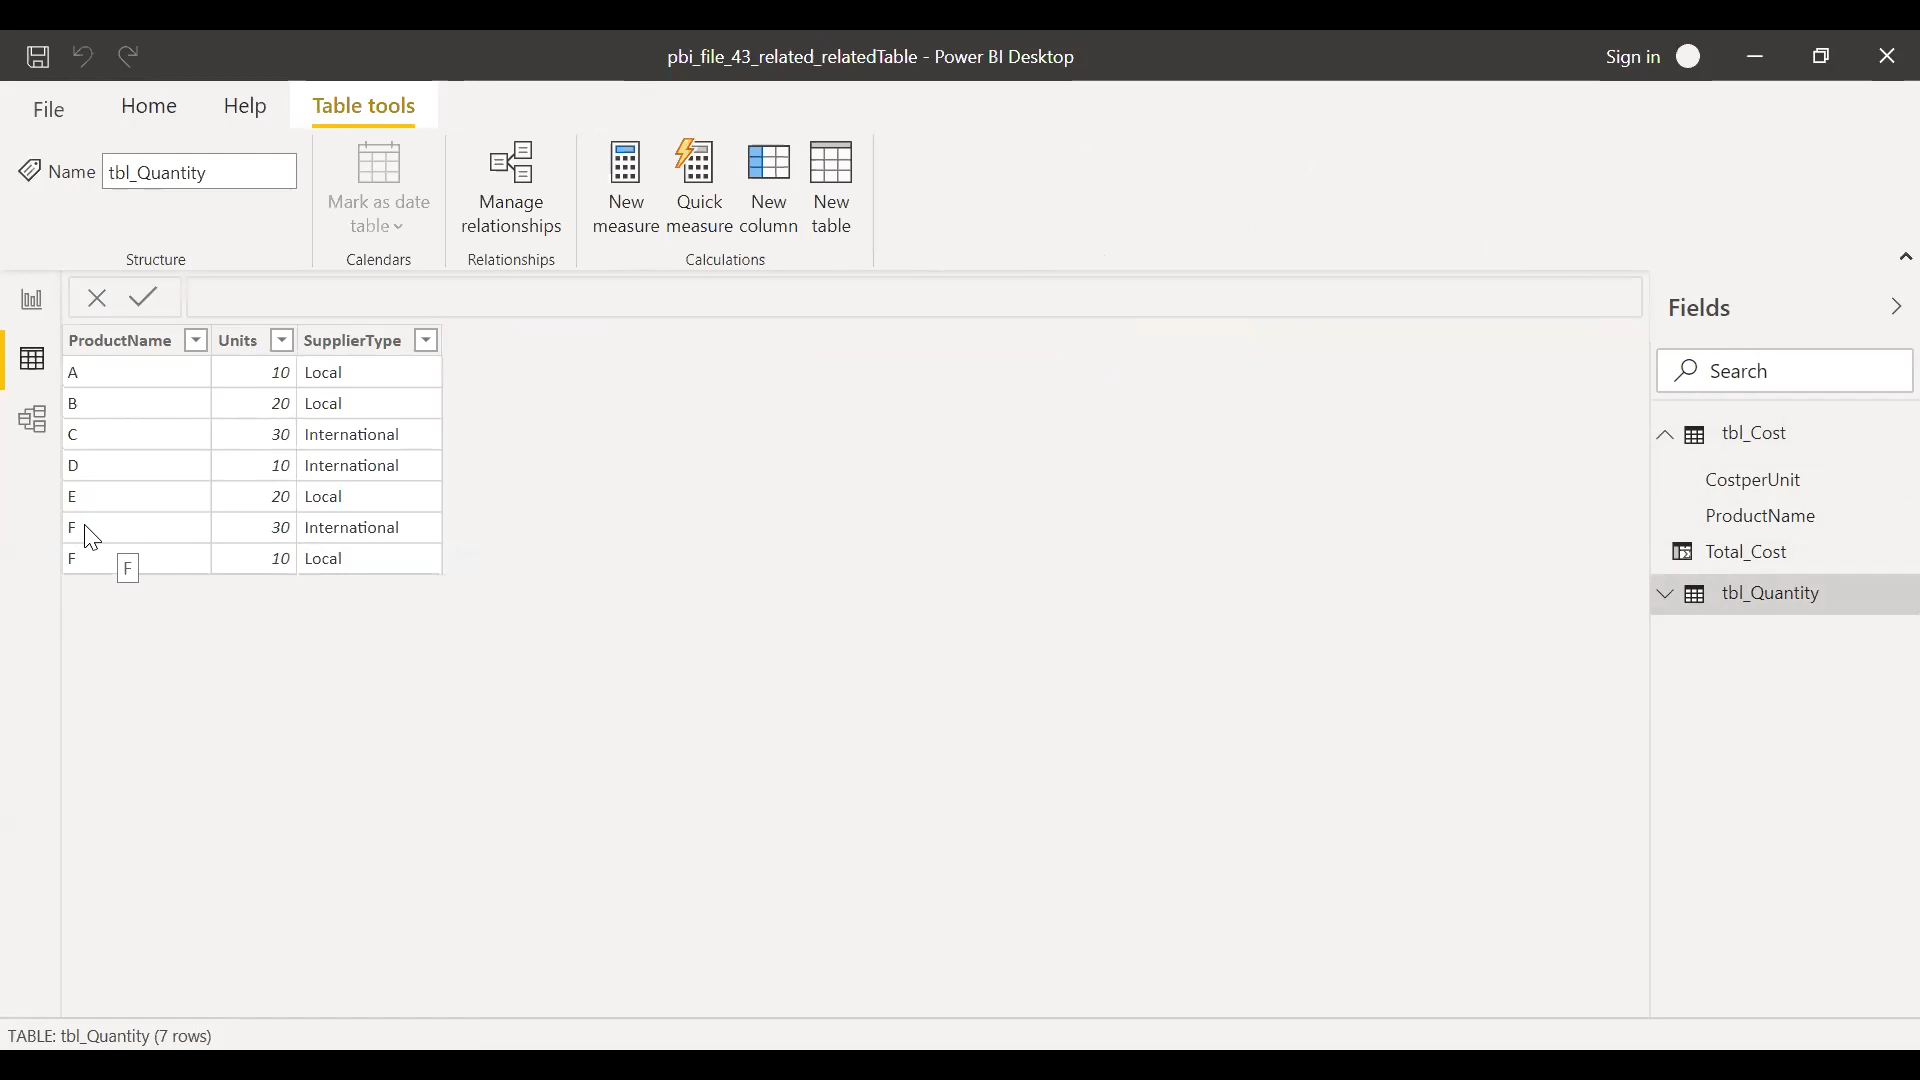 pbi_file_43_related_relatedTable - Power BI Desktop
Sign in
File
Home
Help
Table tools
Name
tbl_Quantity
Mark as date
table
Manage
relationships
New
measure
Quick
measure
New
column
New
table
Structure
Calendars
Relationships
Calculations
ProductName Units SupplierType
A 10 Local
B 20 Local
C 30 International
D 10 International
E 20 Local
F 30 International
F 10 Local
F
Fields
Search
tbl_Cost
CostperUnit
ProductName
Total_Cost
tbl_Quantity
TABLE: tbl_Quantity (7 rows)